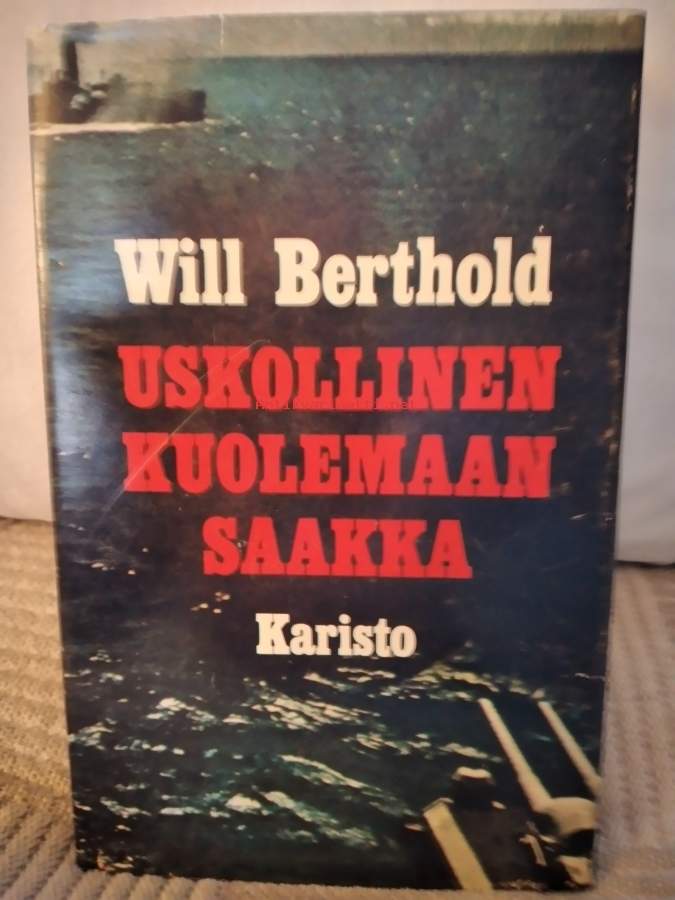 Will Berthold
USKOLLINEN
KUOLEMAAN
SAAKKA
Karisto